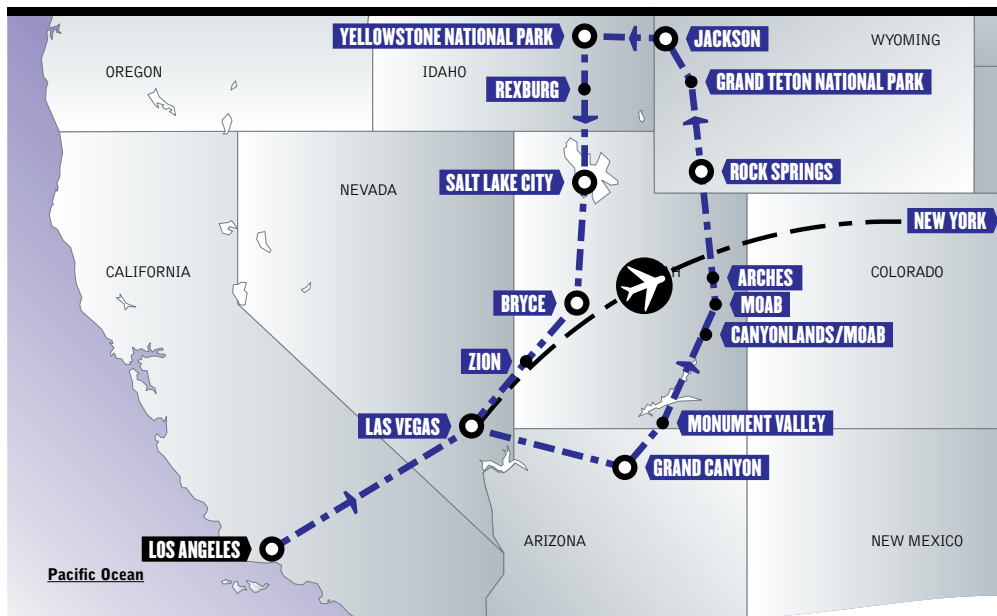 YELLOWSTONE NATIONAL PARK
JACKSON
WYOMING
OREGON
IDAHO
REXBURG
GRAND TETON NATIONAL PARK
SALT LAKE CITY
NEVADA
ROCK SPRINGS
NEW YORK
CALIFORNIA
H
ARCHES
COLORADO
BRYCE
MOAB
CANYONLANDS/MOAB
ZION
LAS VEGAS
MONUMENT VALLEY
GRAND CANYON
LOS ANGELES
ARIZONA
NEW MEXICO
Pacific Ocean